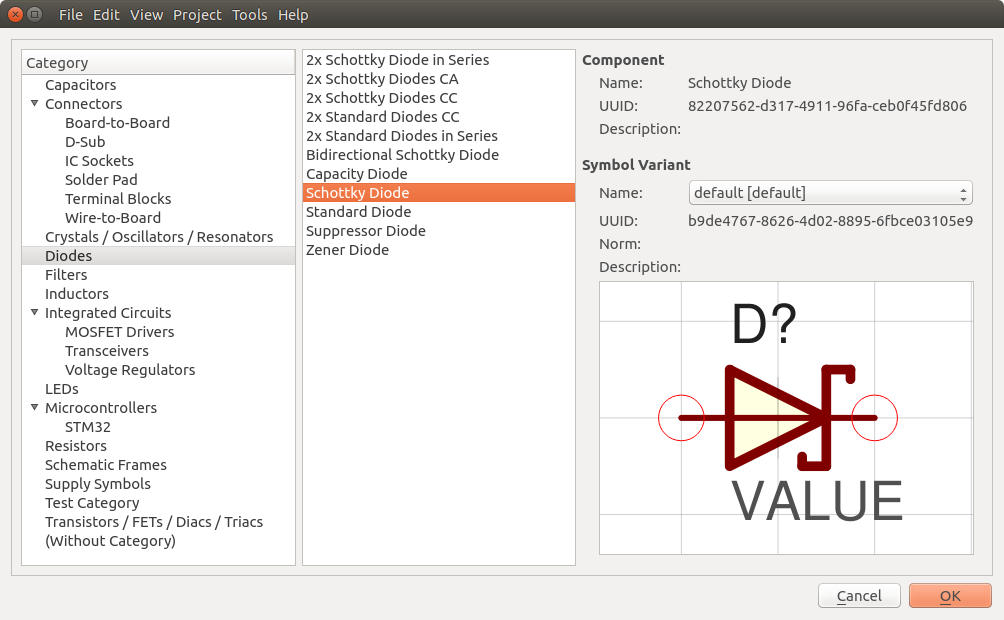 File Edit View Project Tools Help
Category
Capacitors
Connectors
Board-to-Board
D-Sub
IC Sockets
Solder Pad
Terminal Blocks
Wire-to-Board
Crystals / Oscillators / Resonators
Diodes
Filters
Inductors
Integrated Circuits
MOSFET Drivers
Transceivers
Voltage Regulators
LEDs
Microcontrollers
STM32
Resistors
Schematic Frames
Supply Symbols
Test Category
Transistors / FETs / Diacs / Triacs
(Without Category)
2x Schottky Diode in Series
2x Schottky Diodes CA
2x Schottky Diodes CC
2x Standard Diodes CC
2x Standard Diodes in Series
Bidirectional Schottky Diode
Capacity Diode
Schottky Diode
Standard Diode
Suppressor Diode
Zener Diode
Component
Name: Schottky Diode
UUID: 82207562-d317-4911-96fa-ceb0f45fd806
Description:
Symbol Variant
Name: default [default]
UUID: b9de4767-8626-4d02-8895-6fbce03105e9
Norm:
Description:
D?
VALUE
Cancel OK